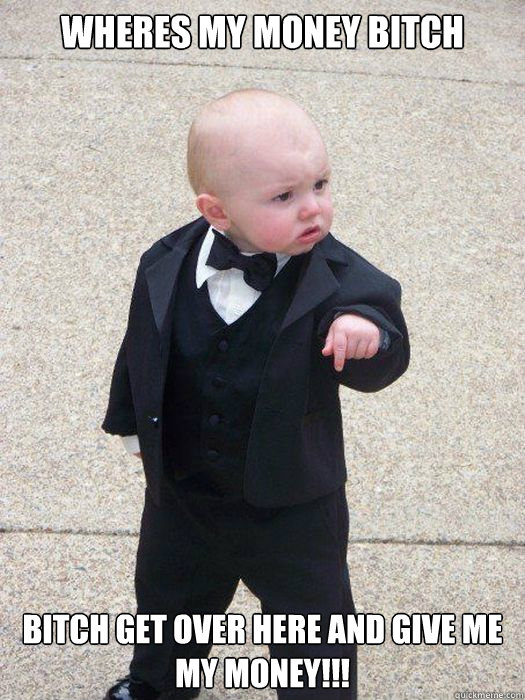 WHERES MY MONEY BITCH
BITCH GET OVER HERE AND GIVE ME
MY MONEY!!!
quickmeme.com